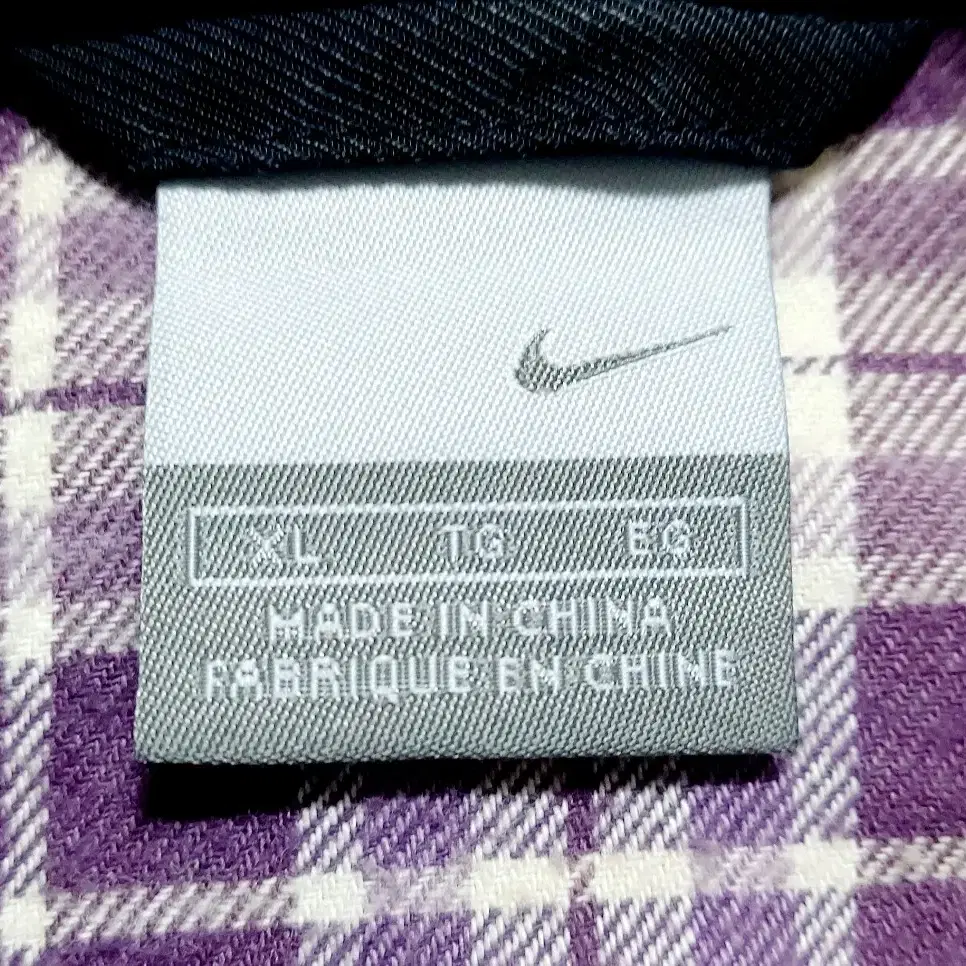 XL TG EG
MADE IN CHINA
FABRIQUE EN CHINE